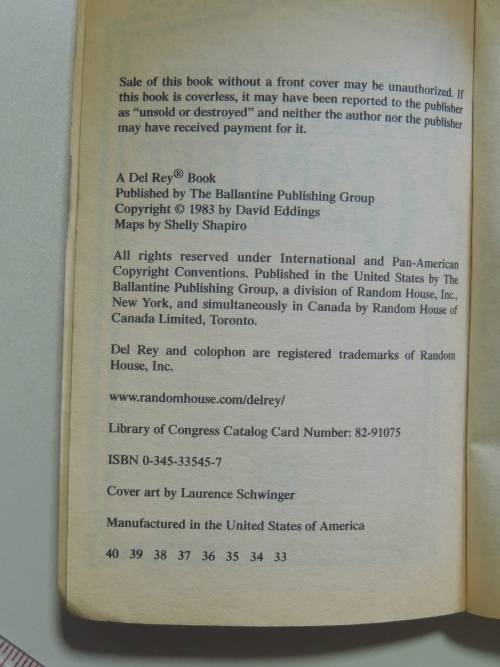 Sale of this book without a front cover may be unauthorized. If
this book is coverless, it may have been reported to the publisher
as “unsold or destroyed” and neither the author nor the publisher
may have received payment for it.
A Del Rey® Book
Published by The Ballantine Publishing Group
Copyright © 1983 by David Eddings
Maps by Shelly Shapiro
All rights reserved under International and Pan-American
Copyright Conventions. Published in the United States by The
Ballantine Publishing Group, a division of Random House, Inc.,
New York, and simultaneously in Canada by Random House of
Canada Limited, Toronto.
Del Rey and colophon are registered trademarks of Random
House, Inc.
www.randomhouse.com/delrey/
Library of Congress Catalog Card Number: 82-91075
ISBN 0-345-33545-7
Cover art by Laurence Schwinger
Manufactured in the United States of America
40 39 38 37 36 35 34 33